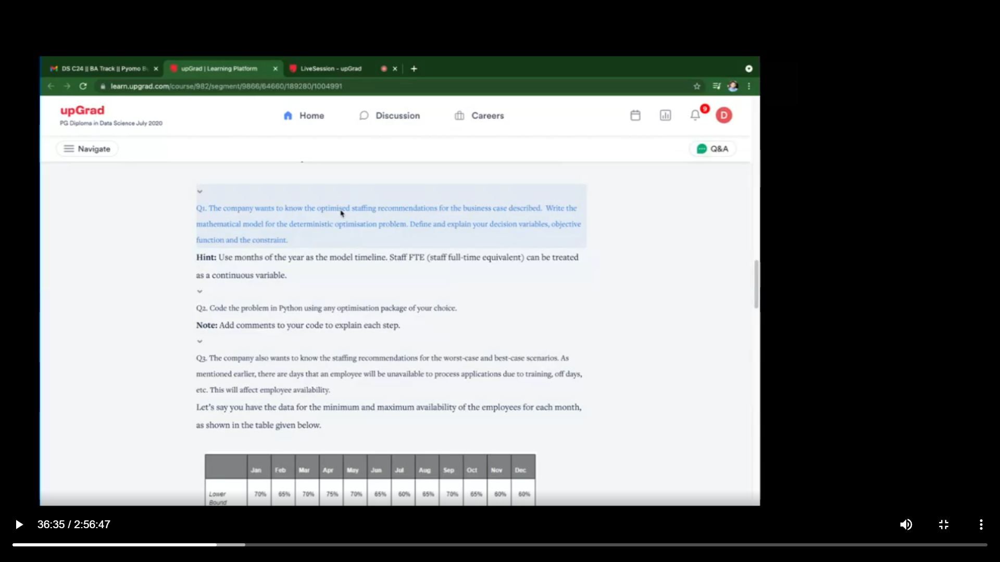 DS C24 || BA Track || Pyomo
upGrad | Learning Platform
LiveSession - upGrad
learn.upgrad.com/course/982/segment/9866/64660/189280/1004991
upGrad
PG Diploma in Data Science July 2020
Home
Discussion
Careers
9
D
Navigate
Q&A
Q1. The company wants to know the optimised staffing recommendations for the business case described. Write the
mathematical model for the deterministic optimisation problem. Define and explain your decision variables, objective
function and the constraint.
Hint: Use months of the year as the model timeline. Staff FTE (staff full-time equivalent) can be treated
as a continuous variable.
Q2. Code the problem in Python using any optimisation package of your choice.
Note: Add comments to your code to explain each step.
Q3. The company also wants to know the staffing recommendations for the worst-case and best-case scenarios. As
mentioned earlier, there are days that an employee will be unavailable to process applications due to training, off days,
etc. This will affect employee availability.
Let's say you have the data for the minimum and maximum availability of the employees for each month,
as shown in the table given below.
Jan Feb Mar Apr May Jun Jul Aug Sep Oct Nov Dec
Lower Bound 70% 65% 70% 75% 70% 65% 60% 65% 70% 65% 60% 60%
36:35 / 2:56:47